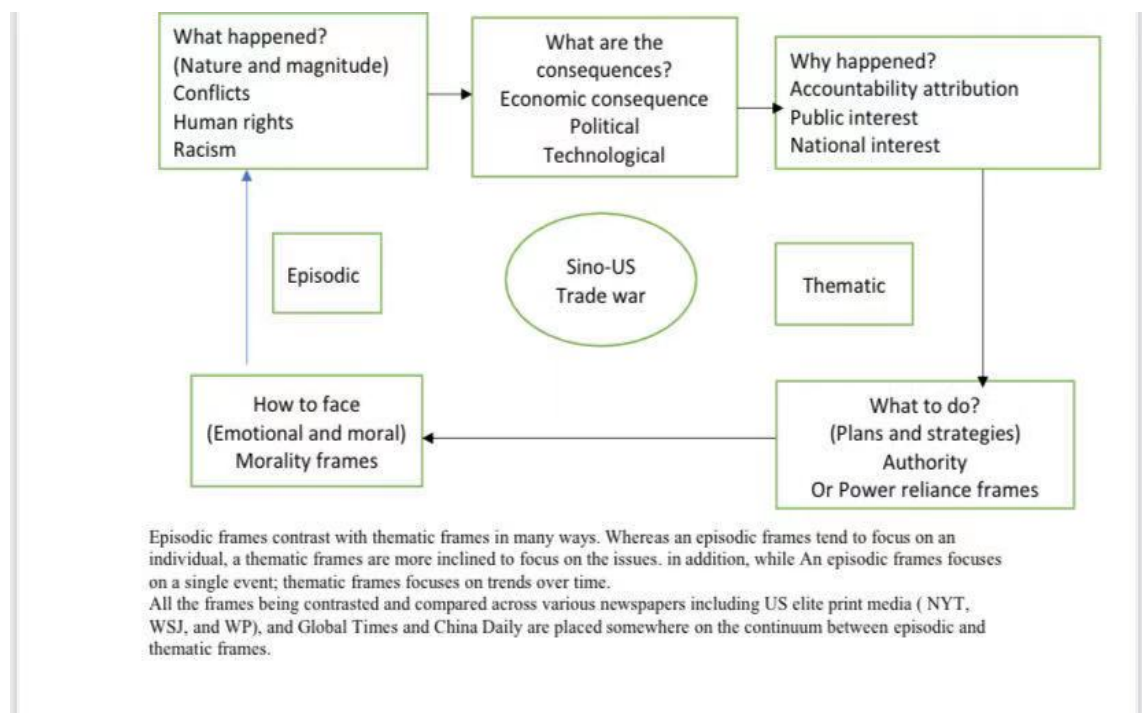 What happened?
(Nature and magnitude)
Conflicts
Human rights
Racism
What are the
consequences?
Economic consequence
Political
Technological
Why happened?
Accountability attribution
Public interest
National interest
Episodic
Sino-US
Trade war
Thematic
How to face
(Emotional and moral)
Morality frames
What to do?
(Plans and strategies)
Authority
Or Power reliance frames
Episodic frames contrast with thematic frames in many ways. Whereas an episodic frames tend to focus on an
individual, a thematic frames are more inclined to focus on the issues. in addition, while An episodic frames focuses
on a single event; thematic frames focuses on trends over time.
All the frames being contrasted and compared across various newspapers including US elite print media ( NYT,
WSJ, and WP), and Global Times and China Daily are placed somewhere on the continuum between episodic and
thematic frames.